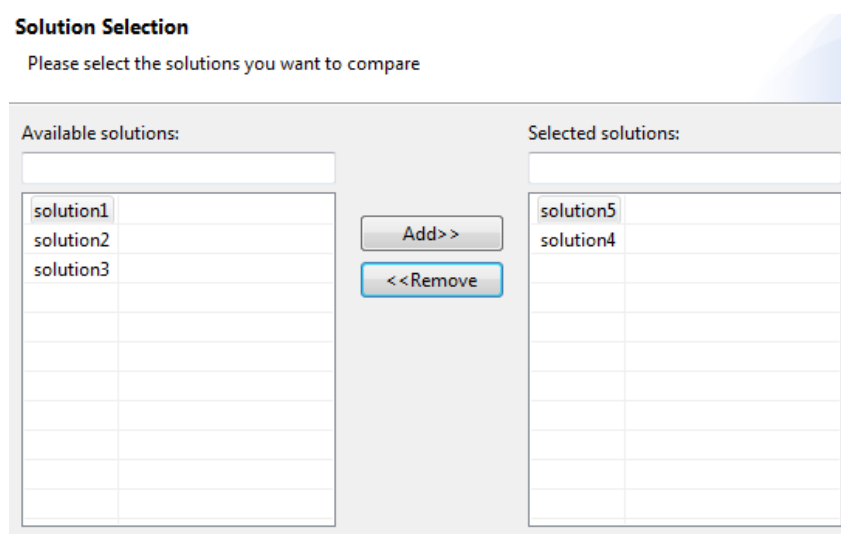 Solution Selection
Please select the solutions you want to compare
Available solutions:
solution1
solution2
solution3
Add>>
<<Remove
Selected solutions:
solution5
solution4